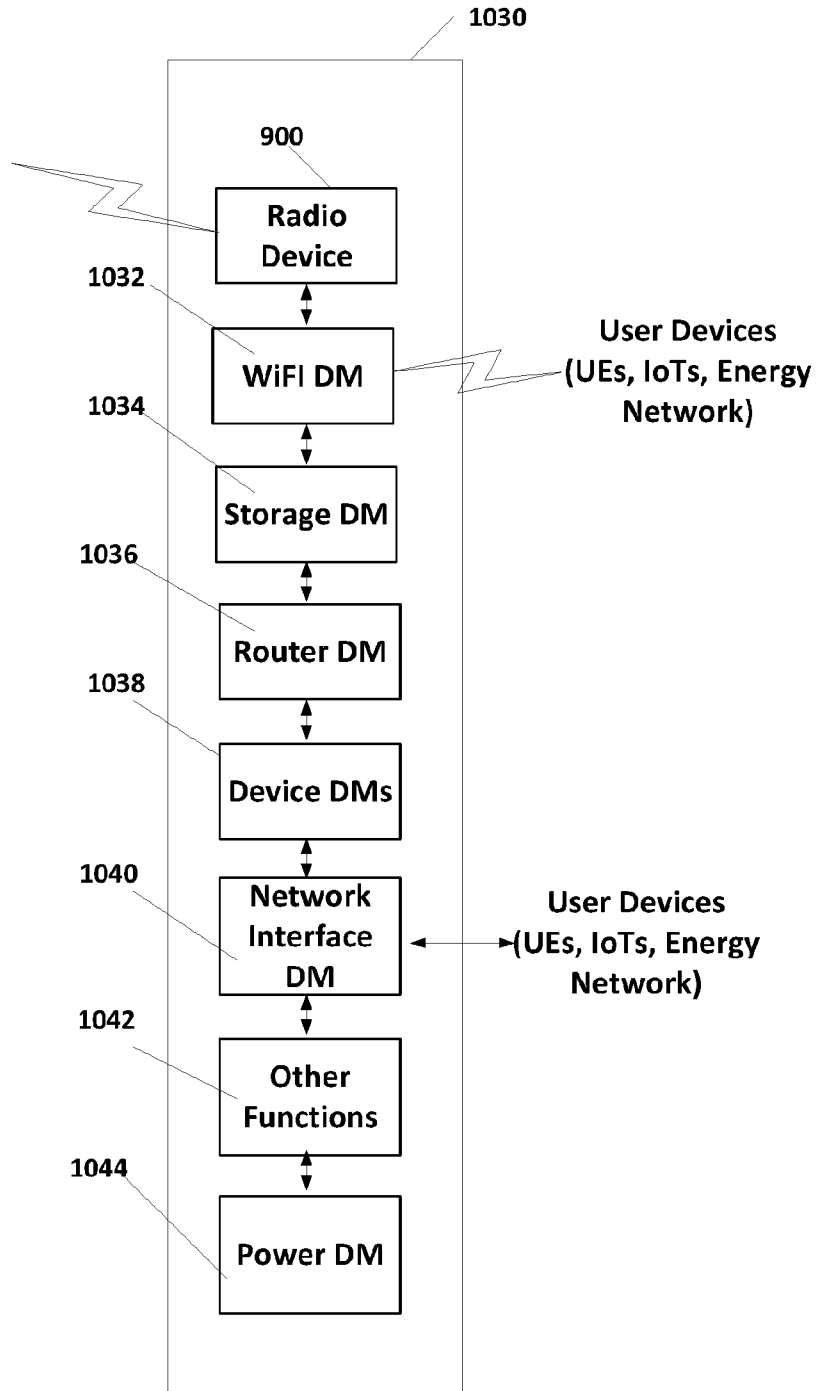 1030
900
Radio
Device
1032
WiFI DM
User Devices
(UEs, IoTs, Energy
Network)
1034
Storage DM
1036
Router DM
1038
Device DMs
1040
Network
Interface
DM
User Devices
(UEs, IoTs, Energy
Network)
1042
Other
Functions
1044
Power DM